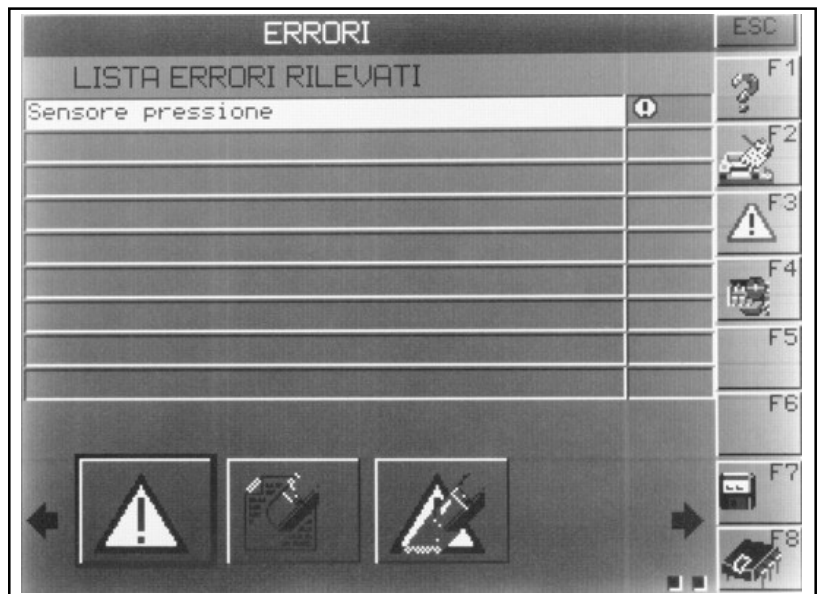 ERRORI
ESC
LISTA ERRORI RILEVATI
F1
Sensore pressione
F2
F3
F4
F5
F6
F7
F8